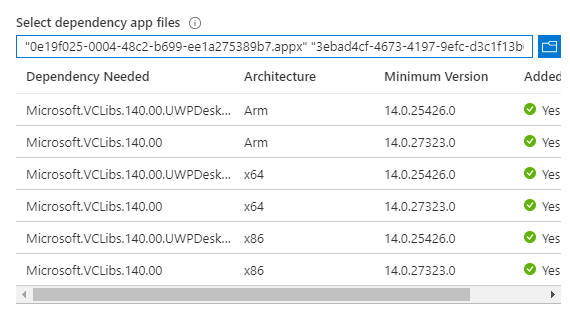 Select dependency app files
"0e19f025-0004-48c2-b699-ee1a275389b7.appx" "3ebad4cf-4673-4197-9efc-d3c1f13b
Dependency Needed Architecture Minimum Version Added
Microsoft.VCLibs.140.00.UWPDesk... Arm 14.0.25426.0 Yes
Microsoft.VCLibs.140.00 Arm 14.0.27323.0 Yes
Microsoft.VCLibs.140.00.UWPDesk... x64 14.0.25426.0 Yes
Microsoft.VCLibs.140.00 x64 14.0.27323.0 Yes
Microsoft.VCLibs.140.00.UWPDesk... x86 14.0.25426.0 Yes
Microsoft.VCLibs.140.00 x86 14.0.27323.0 Yes